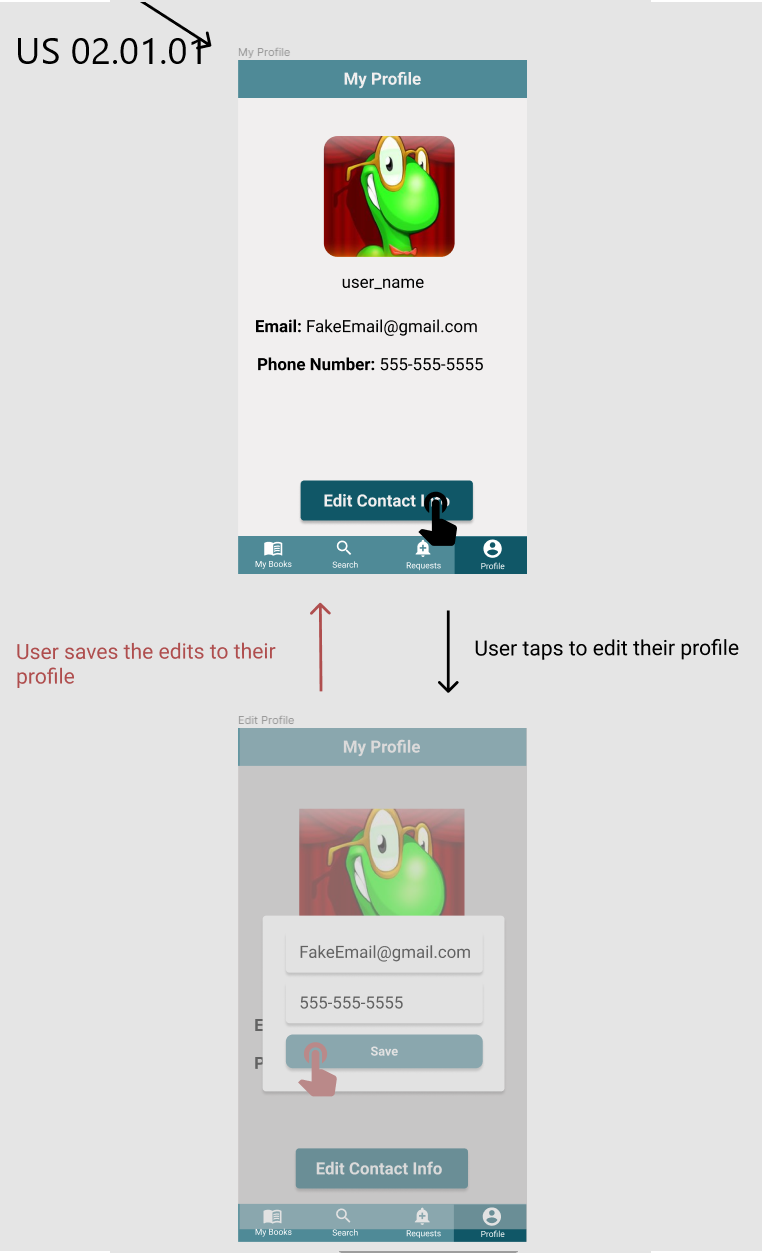 US 02.01.01
My Profile
My Profile
user_name
Email: FakeEmail@gmail.com
Phone Number: 555-555-5555
Edit Contact Info
My Books Search Requests Profile
User saves the edits to their
profile
User taps to edit their profile
Edit Profile
My Profile
FakeEmail@gmail.com
555-555-5555
E
Save
P
Edit Contact Info
My Books Search Requests Profile